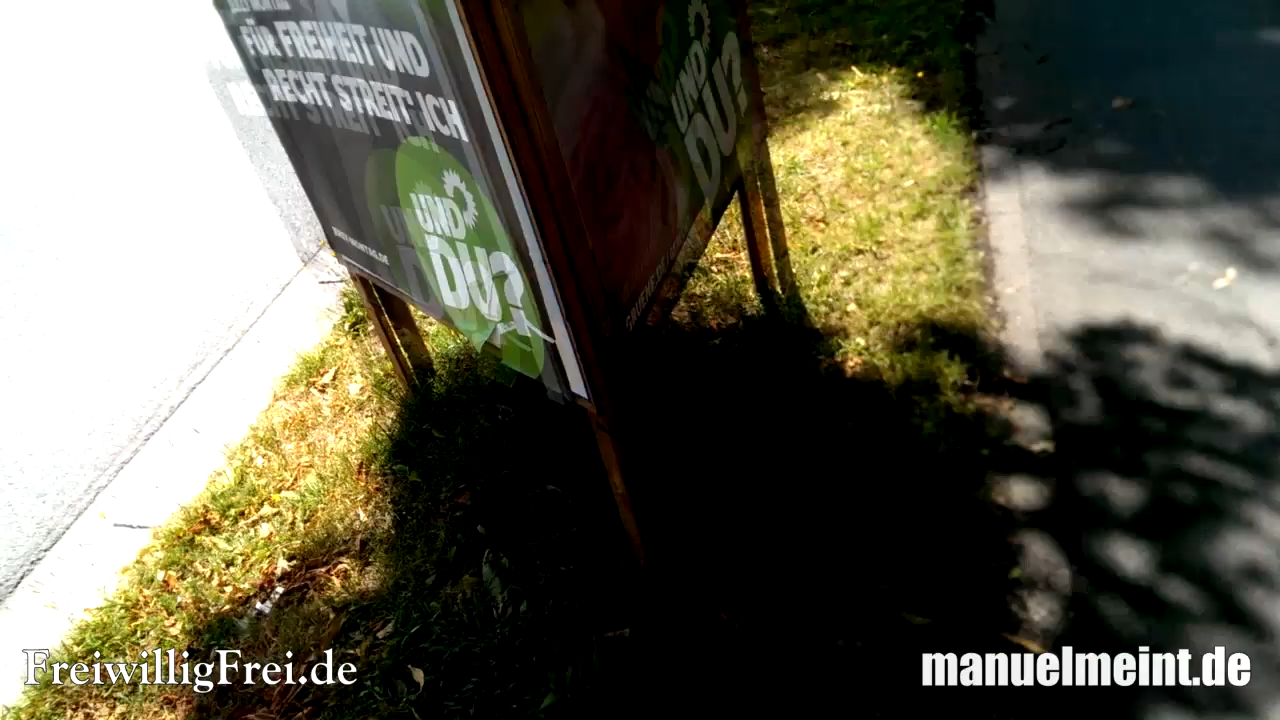 FÜR FREIHEIT UND
RECHT STREIT' ICH
UND
DU?
UND
DU?
FreiwilligFrei.de
manuelmeint.de